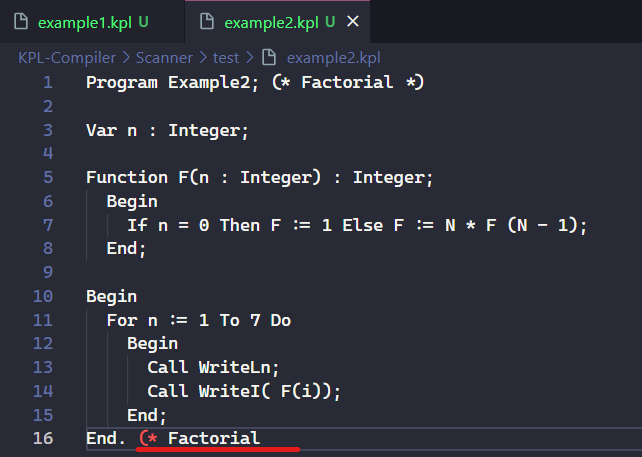 example1.kpl U example2.kpl U ×
KPL-Compiler > Scanner > test > example2.kpl
1 Program Example2; (* Factorial *)
2
3 Var n : Integer;
4
5 Function F(n : Integer) : Integer;
6 Begin
7 If n = 0 Then F := 1 Else F := N * F (N - 1);
8 End;
9
10 Begin
11 For n := 1 To 7 Do
12 Begin
13 Call WriteLn;
14 Call WriteI( F(i));
15 End;
16 End. (* Factorial